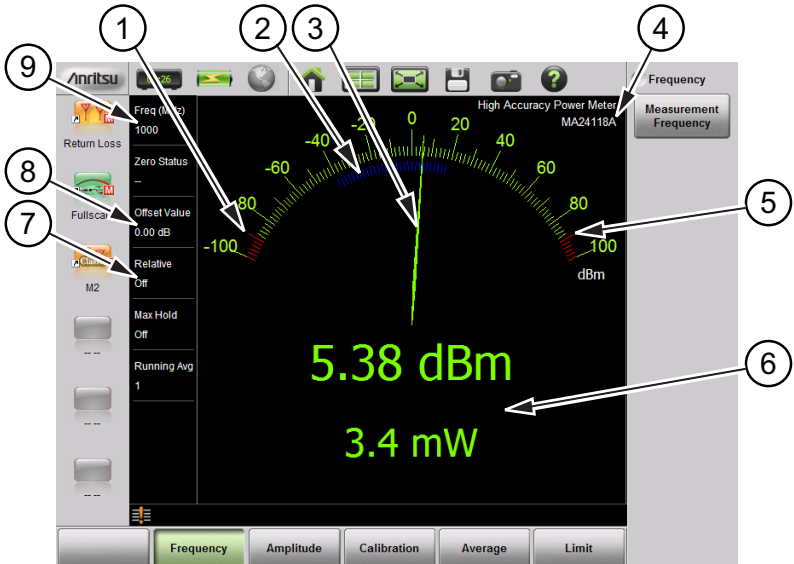 1
2
3
4
9
Anritsu
Frequency
Return Loss
Freq (MHz)
1000
High Accuracy Power Meter
MA24118A
Measurement
Frequency
-100
80
-60
-40
-20
0
20
40
60
80
100
dBm
Zero Status
--
8
Fullscan
Offset Value
0.00 dB
5
7
Relative
Off
M2
Max Hold
Off
-- --
Running Avg
1
5.38 dBm
6
3.4 mW
-- --
-- --
Frequency
Amplitude
Calibration
Average
Limit